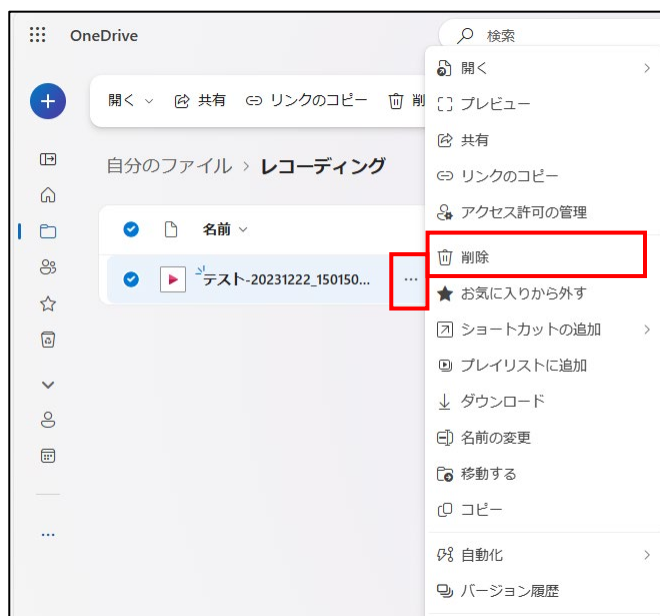 OneDrive
検索
開く
共有
リンクのコピー
削
自分のファイル > レコーディング
名前
テスト-20231222_150150...
開く
プレビュー
共有
リンクのコピー
アクセス許可の管理
削除
お気に入りから外す
ショートカットの追加
プレイリストに追加
ダウンロード
名前の変更
移動する
コピー
自動化
バージョン履歴